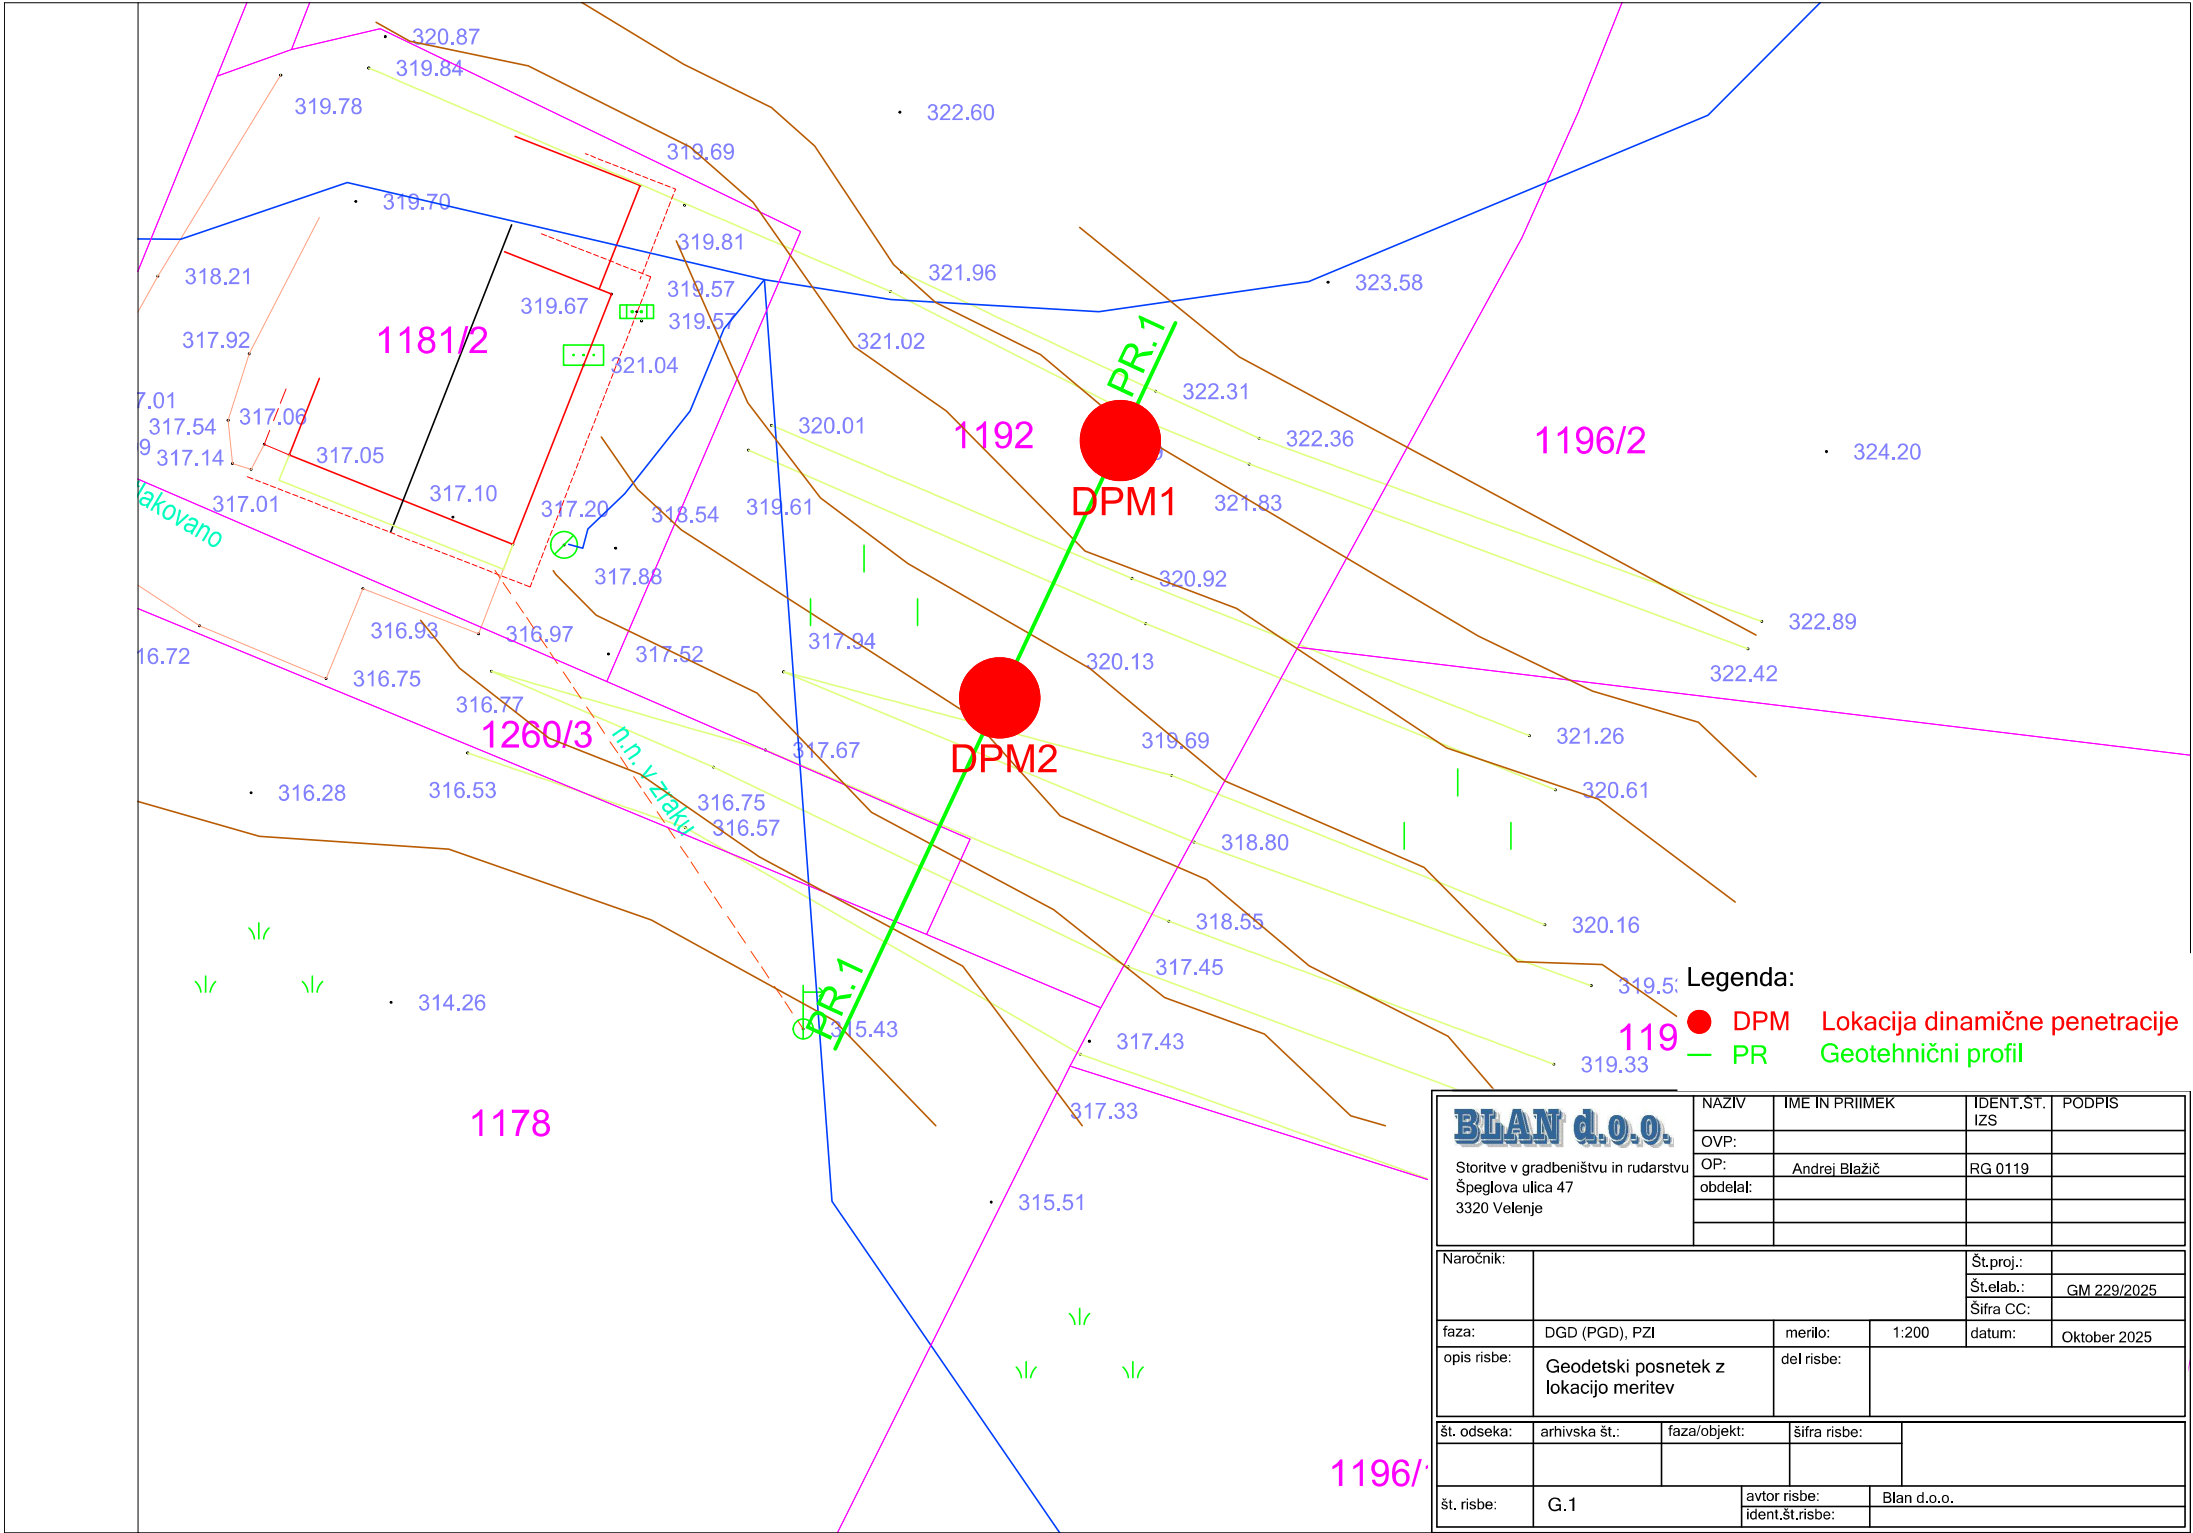 320.87
319.84
319.78
322.60
319.69
319.70
319.81
318.21
321.96
323.58
319.57
319.67
319.57
317.92
1181/2
321.02
PR.1
321.04
322.31
7.01
317.06
317.54
320.01
1192
322.36
1196/2
324.20
9
317.14
317.05
317.10
DPM1
317.01
317.20
318.54
319.61
321.83
lakovano
317.88
320.92
316.93
316.97
317.94
322.89
16.72
317.52
320.13
316.75
322.42
316.77
1260/3
n.n. v zraku
317.67
DPM2
319.69
321.26
316.28
316.53
316.75
316.57
320.61
318.80
318.55
320.16
317.45
319.5
314.26
PR.1
315.43
317.43
119
319.33
1178
317.33
315.51
1196/
Legenda:
DPM Lokacija dinamične penetracije
PR Geotehnični profil
BLAN d.o.o.
Storitve v gradbeništvu in rudarstvu
Špeglova ulica 47
3320 Velenje
NAZIV IME IN PRIIMEK IDENT.ŠT. IZS PODPIS
OVP:
OP: Andrej Blažič RG 0119
obdelal:
Naročnik:
Št.proj.:
Št.elab.: GM 229/2025
Šifra CC:
faza: DGD (PGD), PZI merilo: 1:200 datum: Oktober 2025
opis risbe: Geodetski posnetek z
lokacijo meritev
del risbe:
št. odseka: arhivska št.: faza/objekt: šifra risbe:
št. risbe: G.1 avtor risbe: Blan d.o.o.
ident.št.risbe: